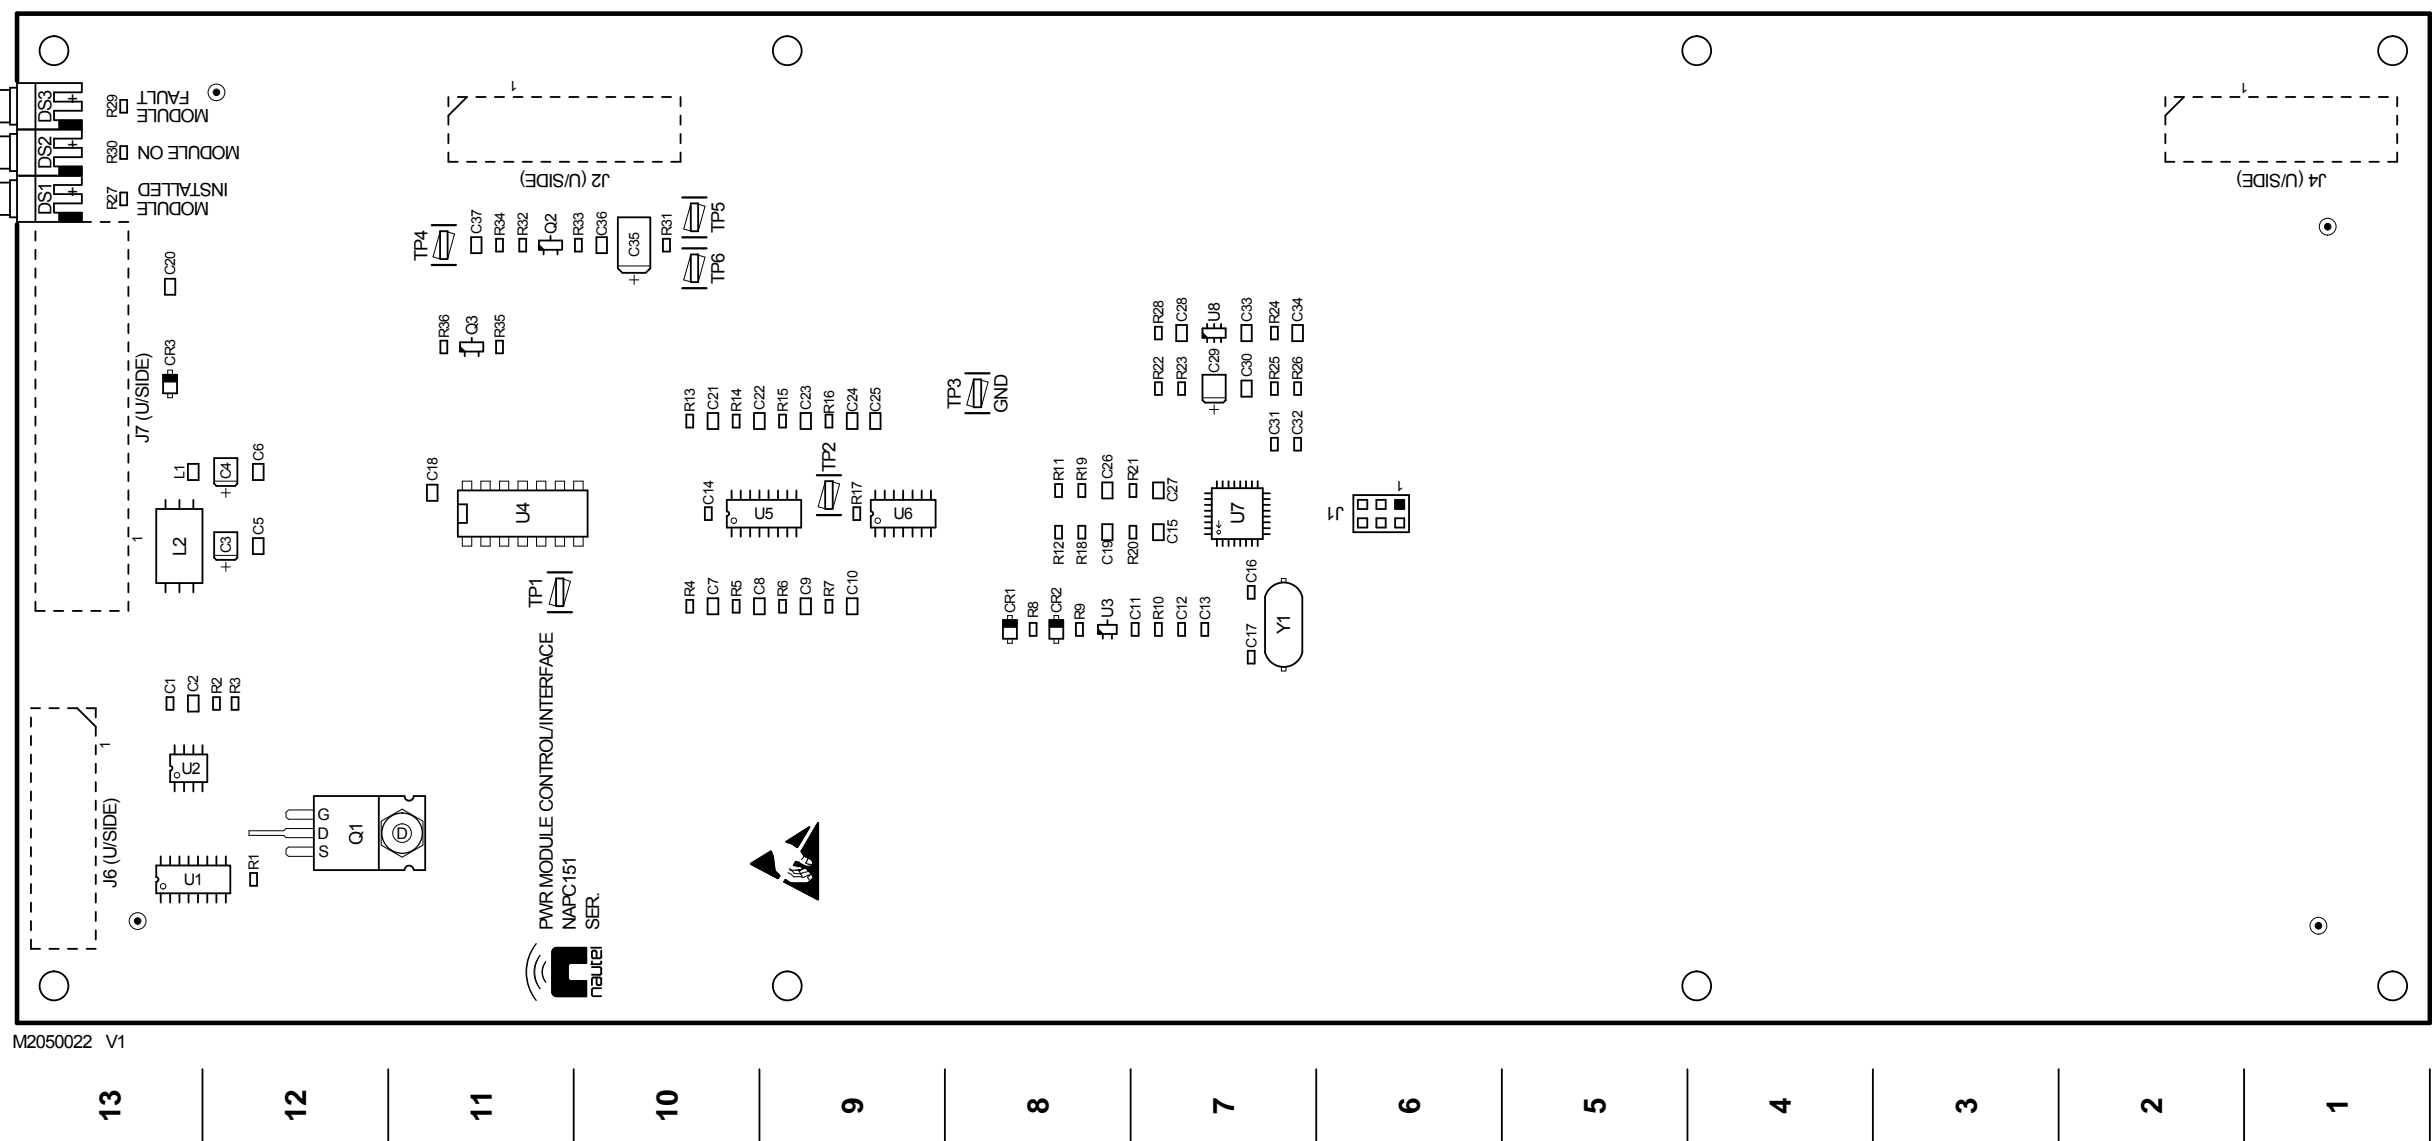 DS3
+
R29
MODULE
FAULT
DS2
+
R30
MODULE ON
DS1
+
R27
MODULE
INSTALLED
1
J2 (U/SIDE)
1
J4 (U/SIDE)
TP4
C37
R34
R32
Q2
R33
C36
C35
+
R31
TP5
TP6
C20
CR3
J7 (U/SIDE)
1
R36
Q3
R35
R28
C28
U8
C33
R24
C34
R22
R23
C29
+
C30
R25
R26
C31
C32
R13
C21
R14
C22
R15
C23
R16
C24
C25
TP3
GND
L1
C4
+
C6
L2
C3
+
C5
C18
U4
C14
U5
TP2
R17
U6
R11
R19
C26
R21
C27
R12
R18
C19
R20
C15
U7
J1
1
TP1
R4
C7
R5
C8
R6
C9
R7
C10
CR1
R8
CR2
R9
U3
C11
R10
C12
C13
C16
C17
Y1
C1
C2
R2
R3
1
J6 (U/SIDE)
U2
U1
R1
G
D
S
Q1
D
PWR MODULE CONTROL/INTERFACE
NAPC151
SER.
nautel
M2050022 V1
13
12
11
10
9
8
7
6
5
4
3
2
1